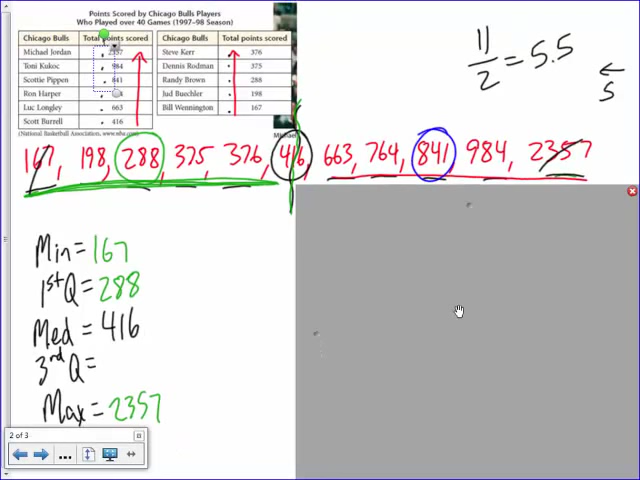 Points Scored by Chicago Bulls Players
Who Played over 40 Games (1997–98 Season)
Chicago Bulls Total points scored
Michael Jordan 2357
Toni Kukoc 984
Scottie Pippen 841
Ron Harper
Luc Longley 663
Scott Burrell 416
Chicago Bulls Total points scored
Steve Kerr 376
Dennis Rodman 375
Randy Brown 288
Jud Buechler 198
Bill Wennington 167
(National Basketball Association, www.nba.com)
Michael
11/2 = 5.5
← 5
167, 198, 288, 375, 376, 416, 663, 764, 841, 984, 2357
Min = 167
1st Q = 288
Med = 416
3rd Q =
Max = 2357
2 of 3